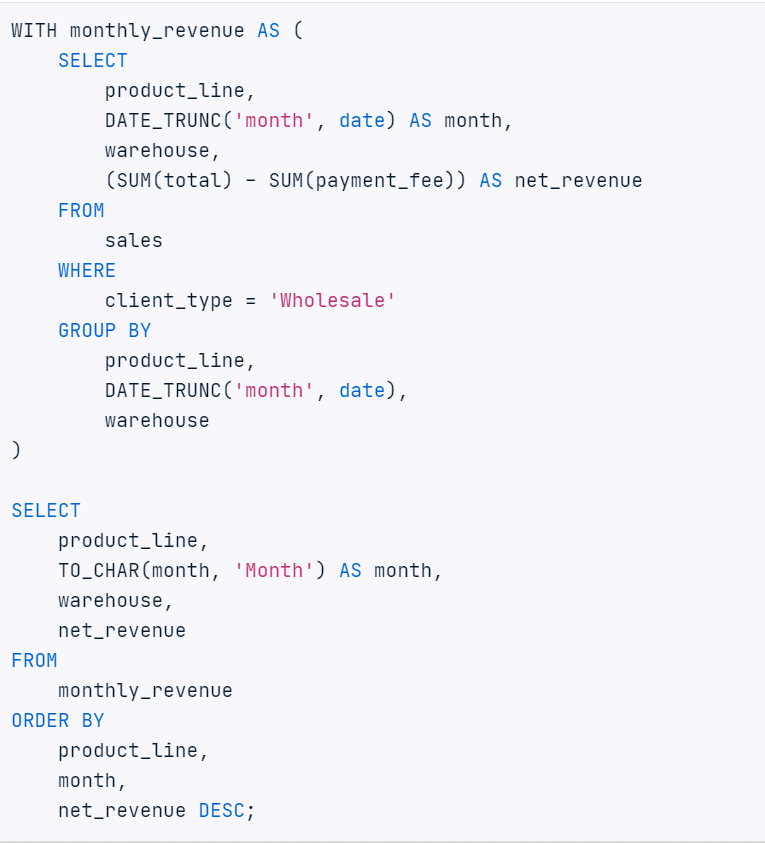 WITH monthly_revenue AS (
    SELECT
        product_line,
        DATE_TRUNC('month', date) AS month,
        warehouse,
        (SUM(total) - SUM(payment_fee)) AS net_revenue
    FROM
        sales
    WHERE
        client_type = 'Wholesale'
    GROUP BY
        product_line,
        DATE_TRUNC('month', date),
        warehouse
)

SELECT
    product_line,
    TO_CHAR(month, 'Month') AS month,
    warehouse,
    net_revenue
FROM
    monthly_revenue
ORDER BY
    product_line,
    month,
    net_revenue DESC;